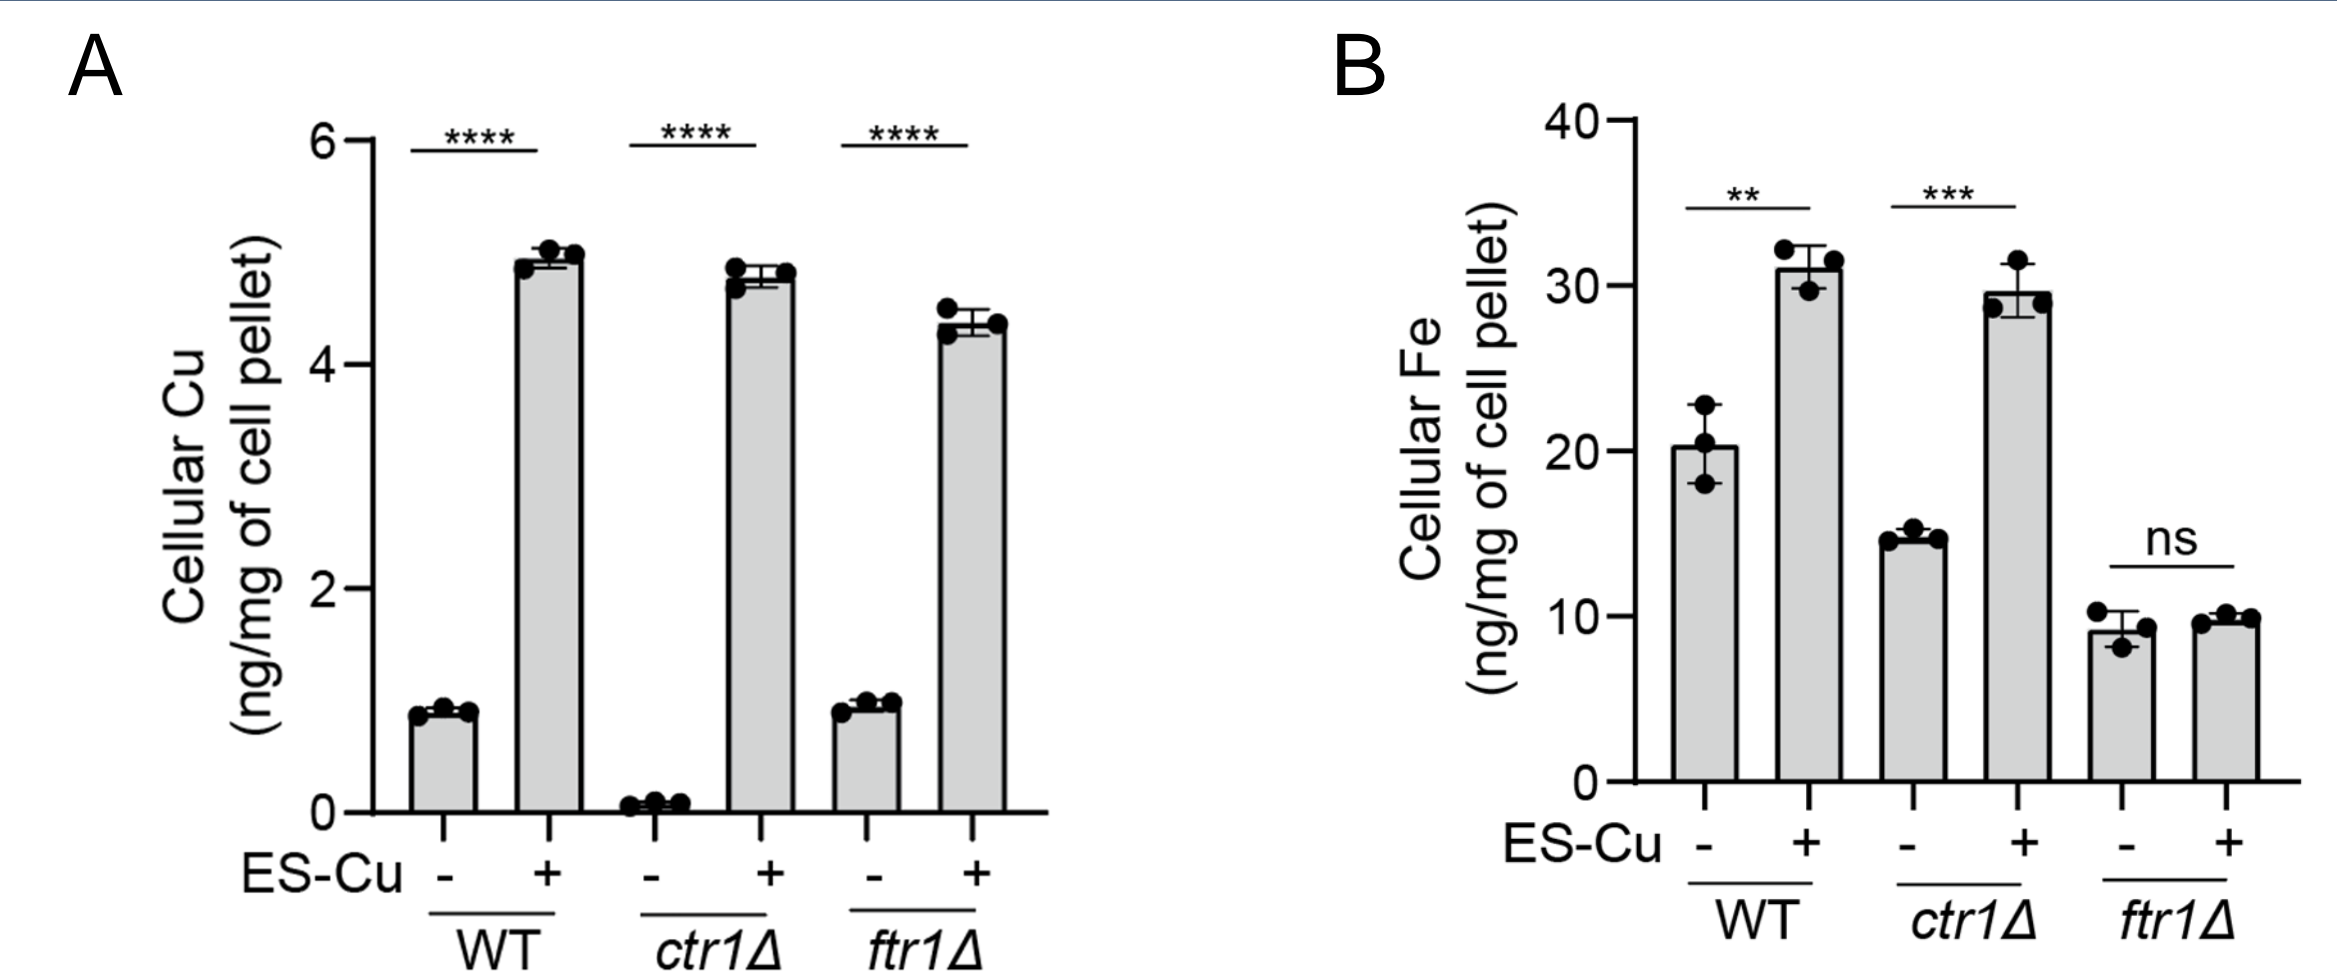 A
Cellular Cu
(ng/mg of cell pellet)
6
4
2
0
**** **** ****
ES-Cu - + - + - +
WT ctr1Δ ftr1Δ
B
Cellular Fe
(ng/mg of cell pellet)
40
30
20
10
0
** *** ns
ES-Cu - + - + - +
WT ctr1Δ ftr1Δ